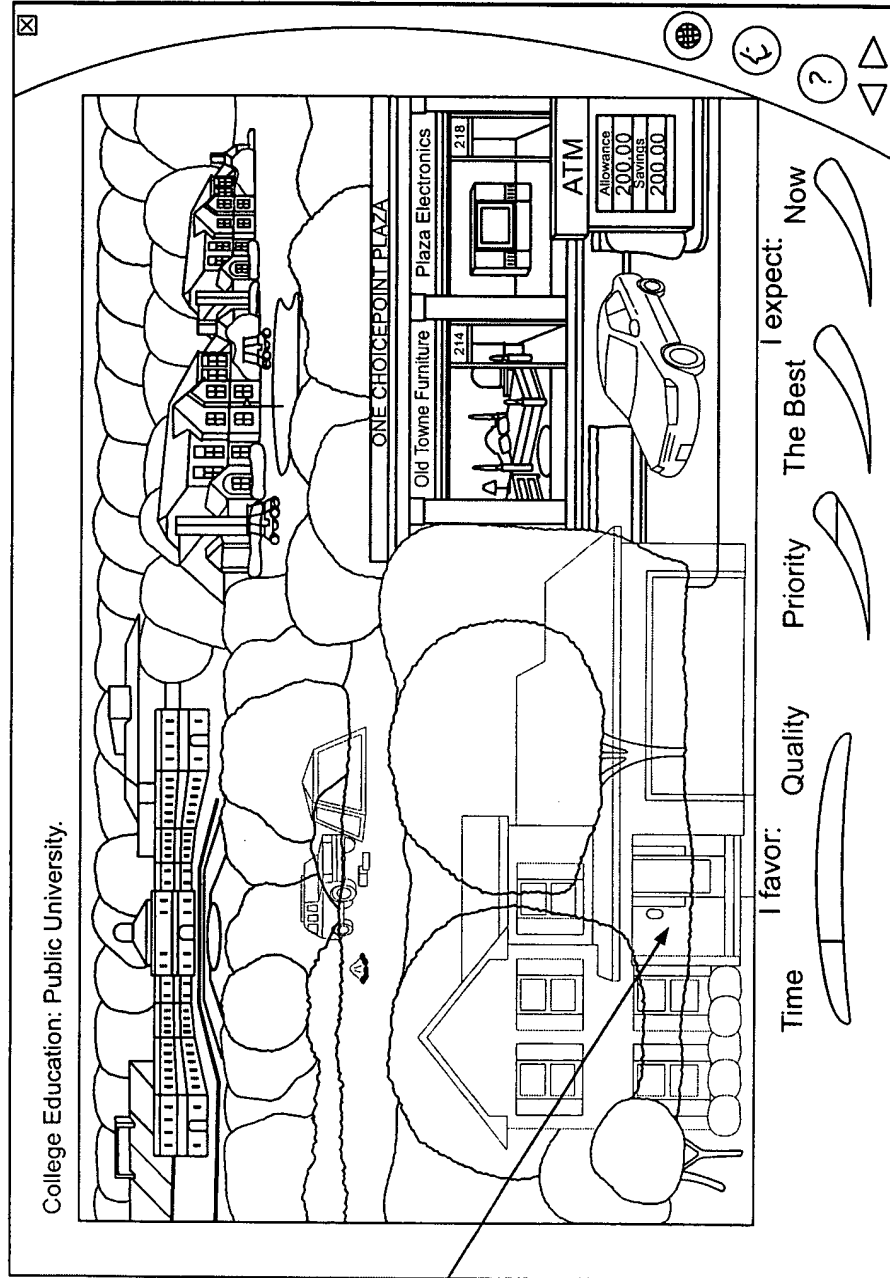 College Education: Public University.
ONE CHOICEPOINT PLAZA
Old Towne Furniture
Plaza Electronics
214
218
ATM
Allowance
200.00
Savings
200.00
I favor:
I expect:
Time
Quality
Priority
The Best
Now
?